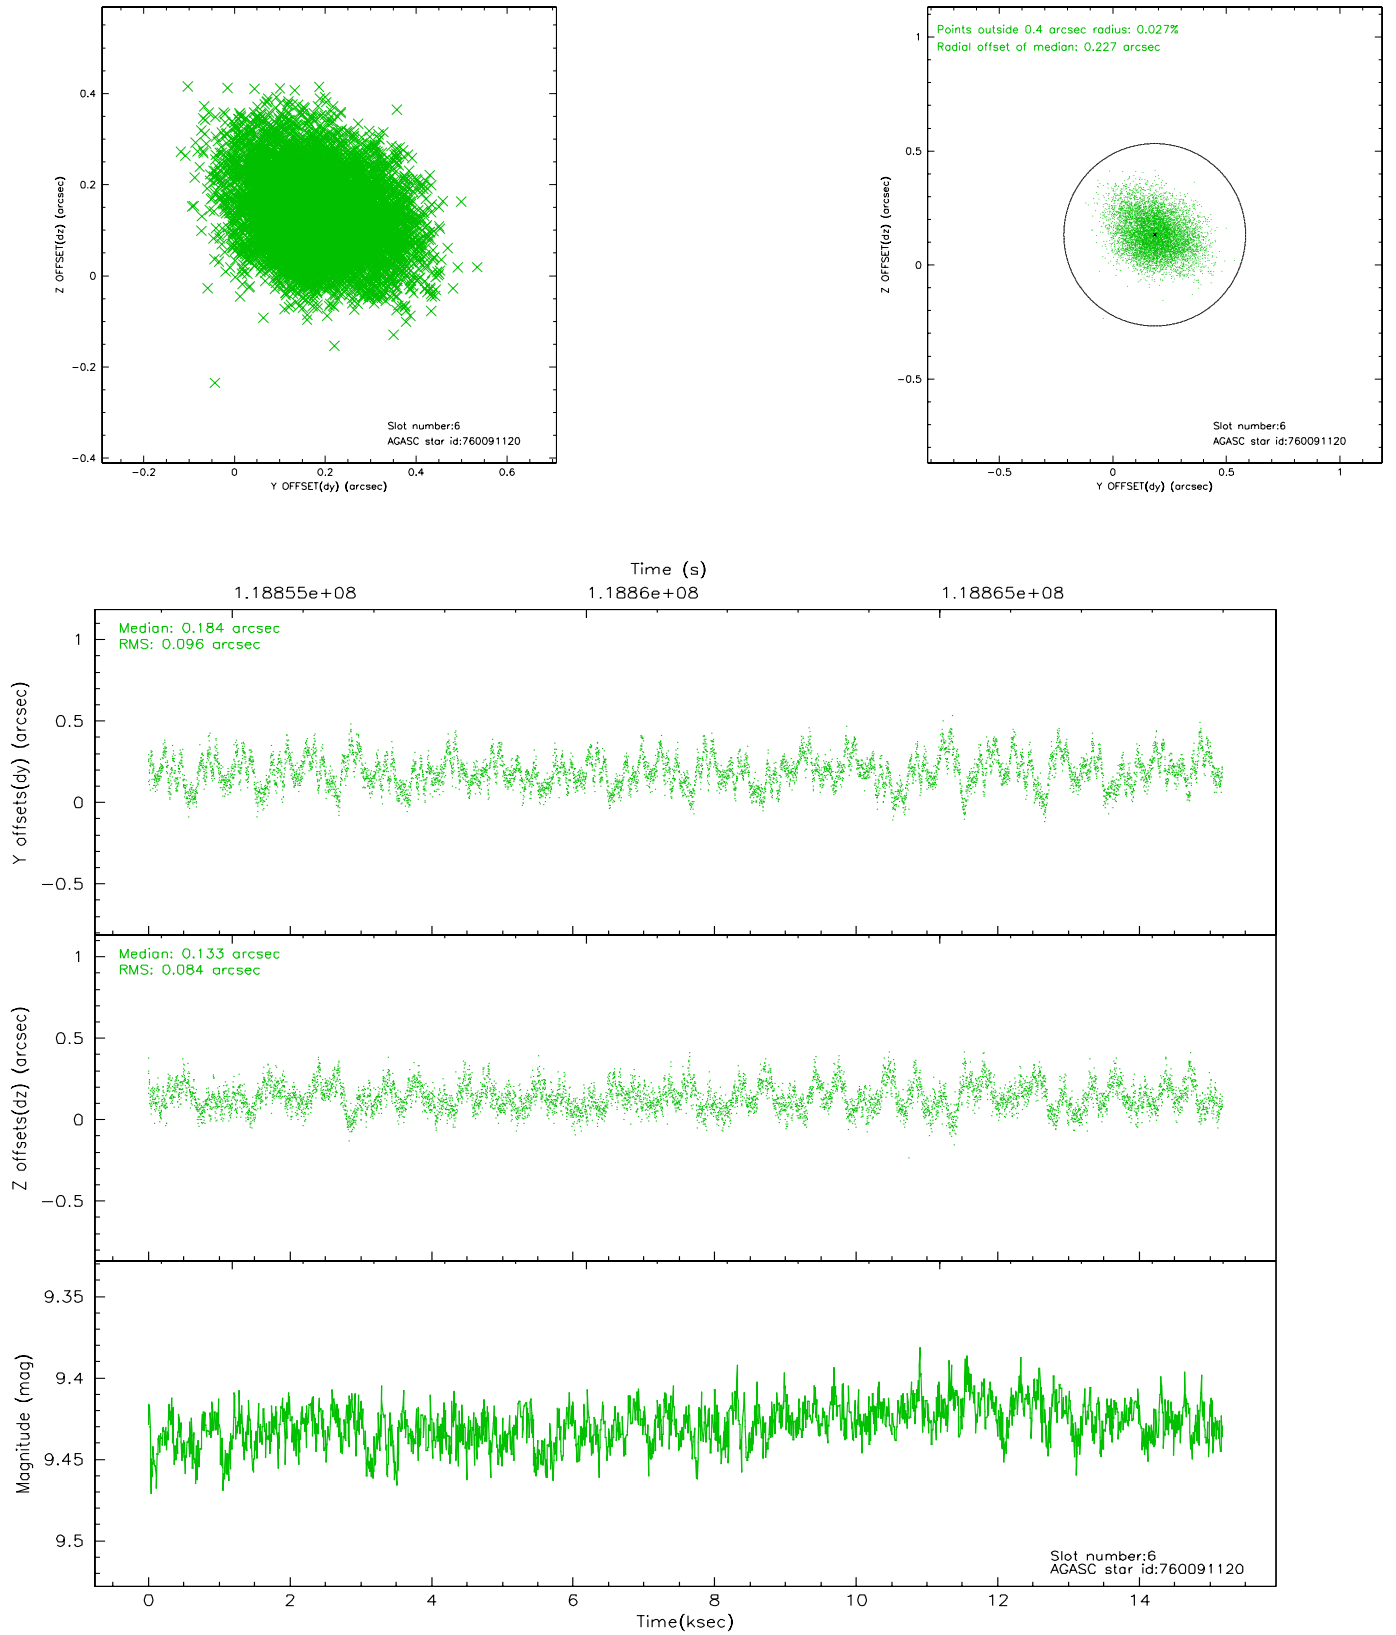 0.4
0.2
0
−0.2
−0.4
Z OFFSET(dz) (arcsec)
Slot number:6
AGASC star id:760091120
−0.2 0 0.2 0.4 0.6
Y OFFSET(dy) (arcsec)
Points outside 0.4 arcsec radius: 0.027%
Radial offset of median: 0.227 arcsec
1
0.5
0
−0.5
Z OFFSET(dz) (arcsec)
Slot number:6
AGASC star id:760091120
−0.5 0 0.5 1
Y OFFSET(dy) (arcsec)
Time (s)
1.18855e+08 1.1886e+08 1.18865e+08
Median: 0.184 arcsec
RMS: 0.096 arcsec
1
0.5
0
−0.5
Y offsets(dy) (arcsec)
Median: 0.133 arcsec
RMS: 0.084 arcsec
1
0.5
0
−0.5
Z offsets(dz) (arcsec)
9.35
9.4
9.45
9.5
Magnitude (mag)
Slot number:6
AGASC star id:760091120
0 2 4 6 8 10 12 14
Time(ksec)